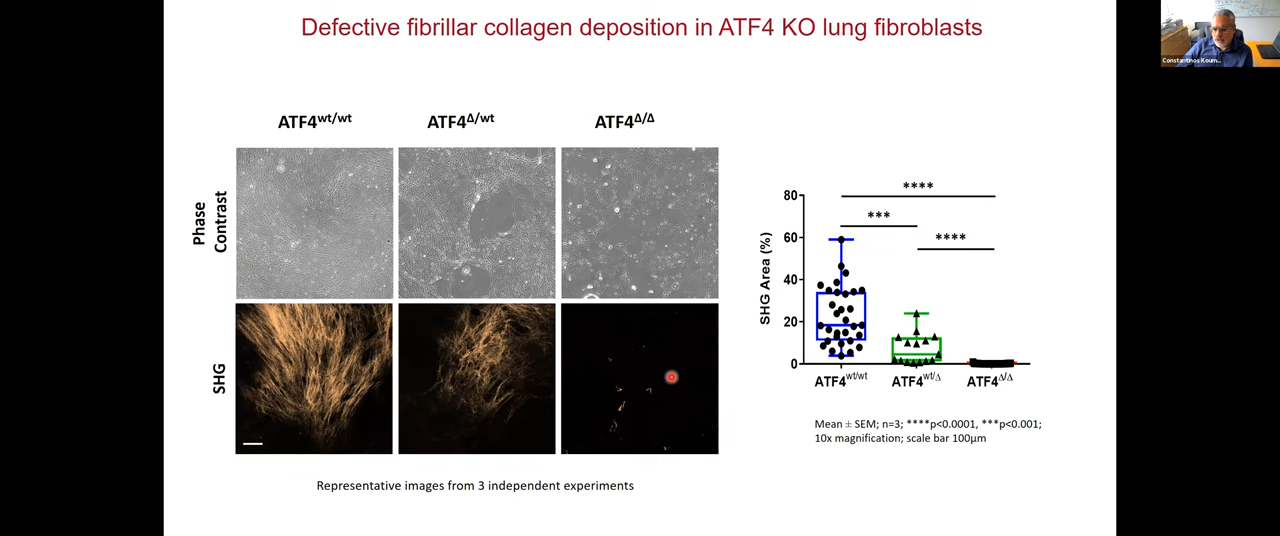 Defective fibrillar collagen deposition in ATF4 KO lung fibroblasts
Constantinos Koum...
ATF4wt/wt
ATF4Δ/wt
ATF4Δ/Δ
Phase
Contrast
SHG
Representative images from 3 independent experiments
SHG Area (%)
80
60
40
20
0
****
***
****
ATF4wt/wt
ATF4wt/Δ
ATF4Δ/Δ
Mean ± SEM; n=3; ****p<0.0001, ***p<0.001;
10x magnification; scale bar 100µm